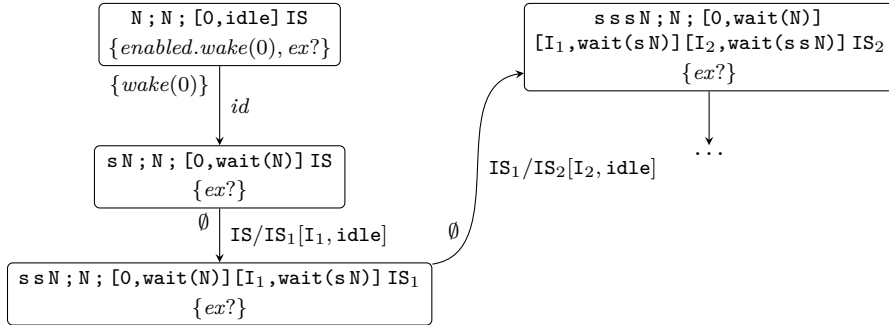 N ; N ; [0,idle] IS
{enabled.wake(0), ex?}
{wake(0)}
id
s N ; N ; [0,wait(N)] IS
{ex?}
∅
IS/IS₁[I₁, idle]
s s N ; N ; [0,wait(N)][I₁,wait(s N)] IS₁
{ex?}
∅
IS₁/IS₂[I₂, idle]
s s s N ; N ; [0,wait(N)]
[I₁,wait(s N)][I₂,wait(s s N)] IS₂
{ex?}
...